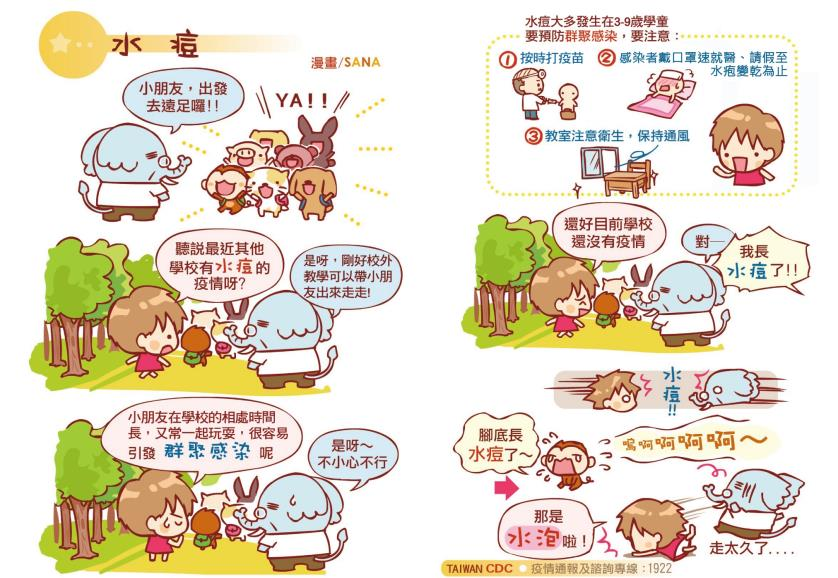 水痘
漫畫/SANA
小朋友，出發
去遠足囉!!
YA!!
聽説最近其他
學校有水痘的
疫情呀?
是呀，剛好校外
教學可以帶小朋
友出來走走!
小朋友在學校的相處時間
長，又常一起玩耍，很容易
引發 群聚感染 呢
是呀～
不小心不行
水痘大多發生在3-9歲學童
要預防群聚感染，要注意：
1 按時打疫苗
2 感染者戴口罩速就醫、請假至
水疱變乾為止
3 教室注意衛生，保持通風
還好目前學校
還沒有疫情
對—
我長
水痘了!!
水痘!!
腳底長
水痘了～
嗚啊啊啊啊～
那是
水泡啦！
走太久了....
TAIWAN CDC 疫情通報及諮詢專線：1922